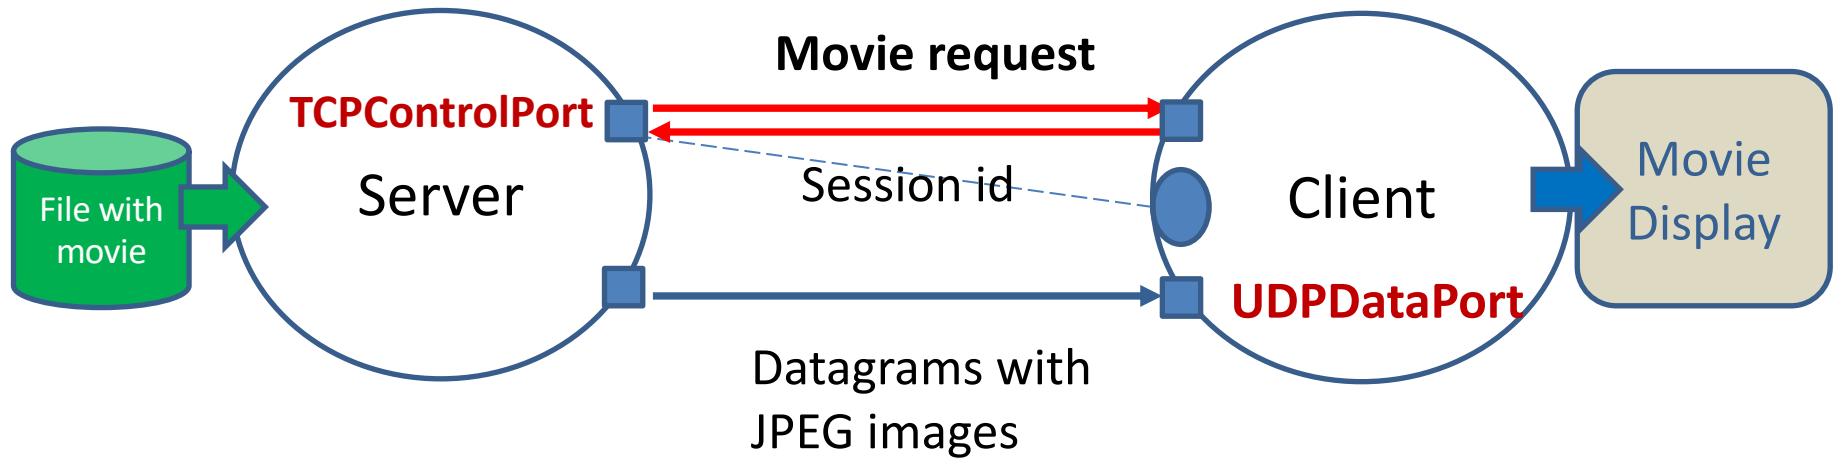 Movie request
TCPControlPort
File with
movie
Server
Session id
Client
Movie
Display
UDPDataPort
Datagrams with
JPEG images